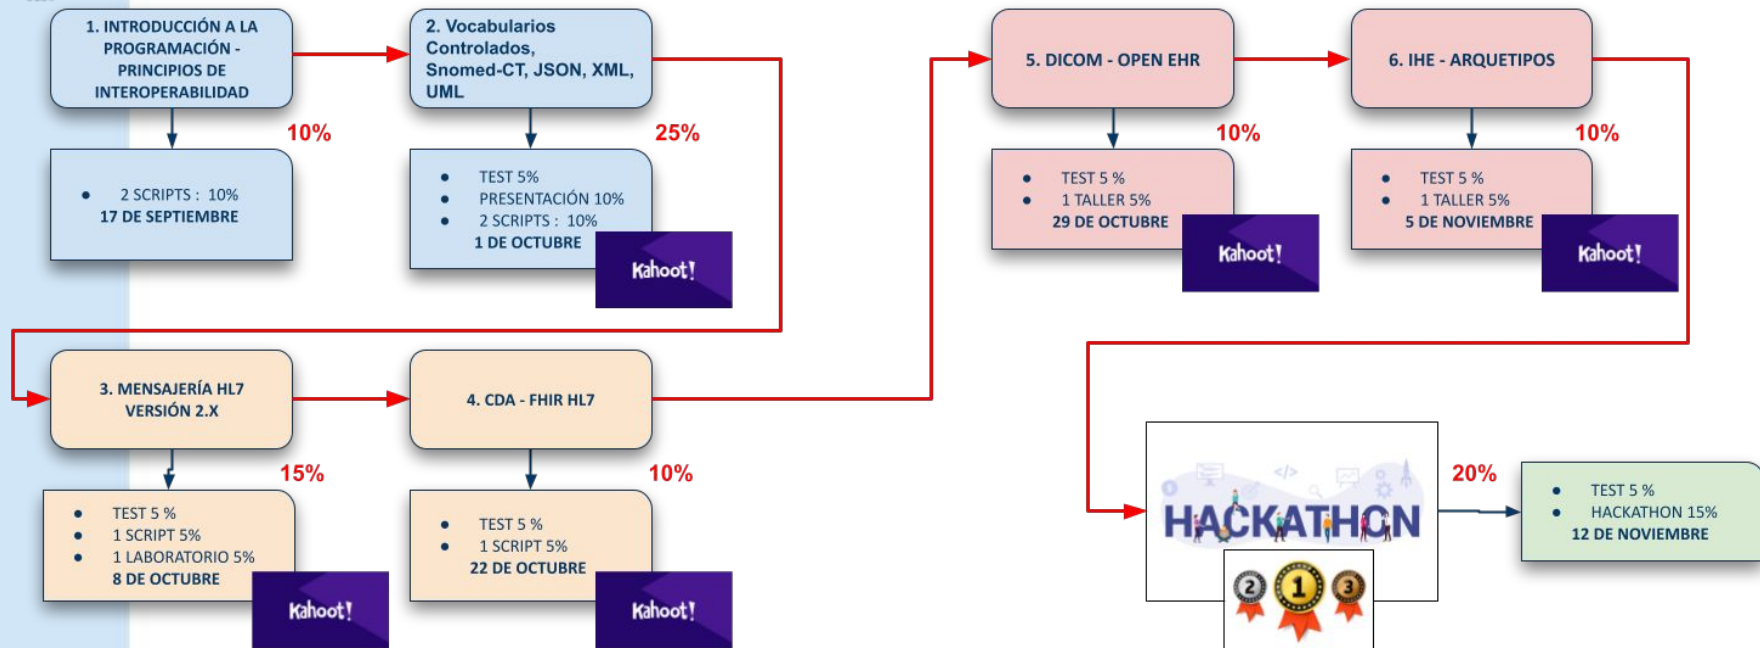 1. INTRODUCCIÓN A LA
PROGRAMACIÓN -
PRINCIPIOS DE
INTEROPERABILIDAD
10%
● 2 SCRIPTS : 10%
17 DE SEPTIEMBRE
2. Vocabularios
Controlados,
Snomed-CT, JSON, XML,
UML
25%
● TEST 5%
● PRESENTACIÓN 10%
● 2 SCRIPTS : 10%
1 DE OCTUBRE
Kahoot!
5. DICOM - OPEN EHR
10%
● TEST 5 %
● 1 TALLER 5%
29 DE OCTUBRE
Kahoot!
6. IHE - ARQUETIPOS
10%
● TEST 5 %
● 1 TALLER 5%
5 DE NOVIEMBRE
Kahoot!
3. MENSAJERÍA HL7
VERSIÓN 2.X
15%
● TEST 5 %
● 1 SCRIPT 5%
● 1 LABORATORIO 5%
8 DE OCTUBRE
Kahoot!
4. CDA - FHIR HL7
10%
● TEST 5 %
● 1 SCRIPT 5%
22 DE OCTUBRE
Kahoot!
</>
$
HACKATHON
2 1 3
20%
● TEST 5 %
● HACKATHON 15%
12 DE NOVIEMBRE